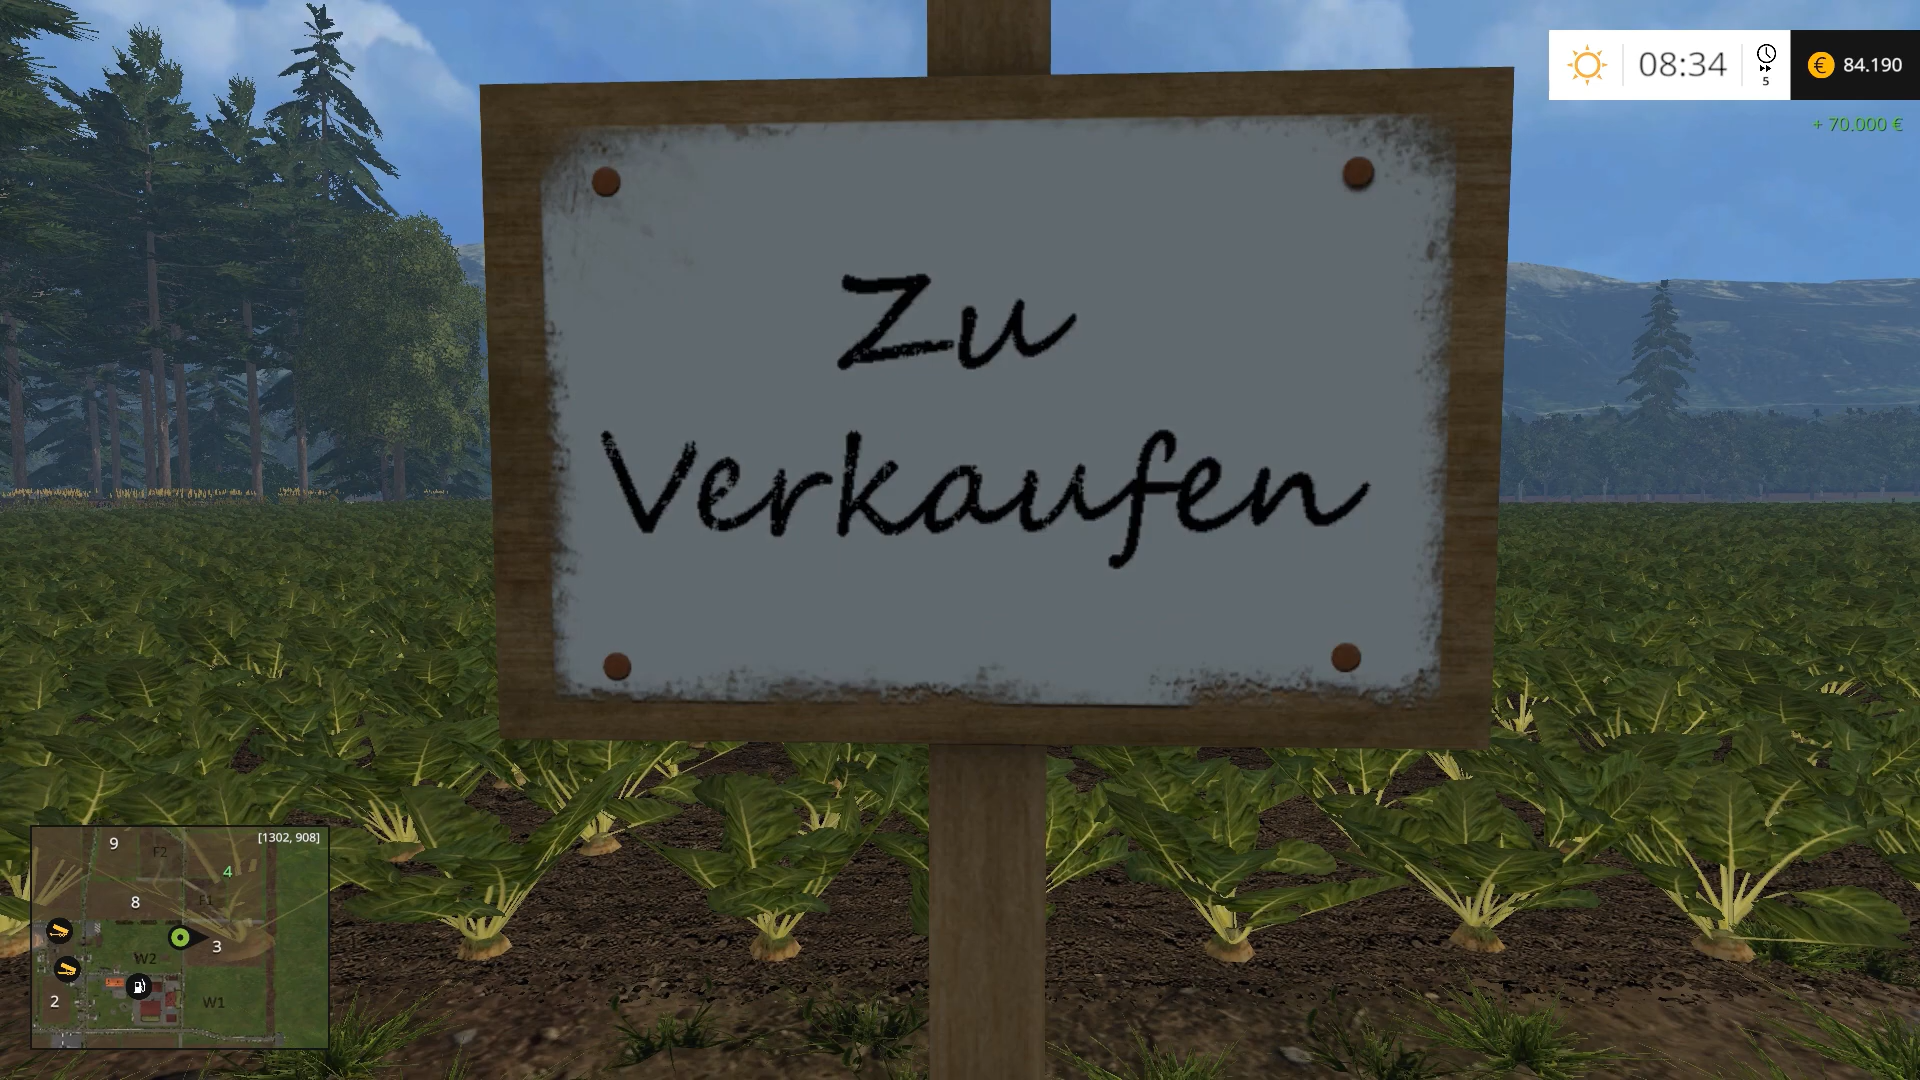 08:34
5
€ 84.190
+ 70.000 €
Zu
Verkaufen
[1302, 908]
9
F2
4
8
F1
3
W2
2
W1